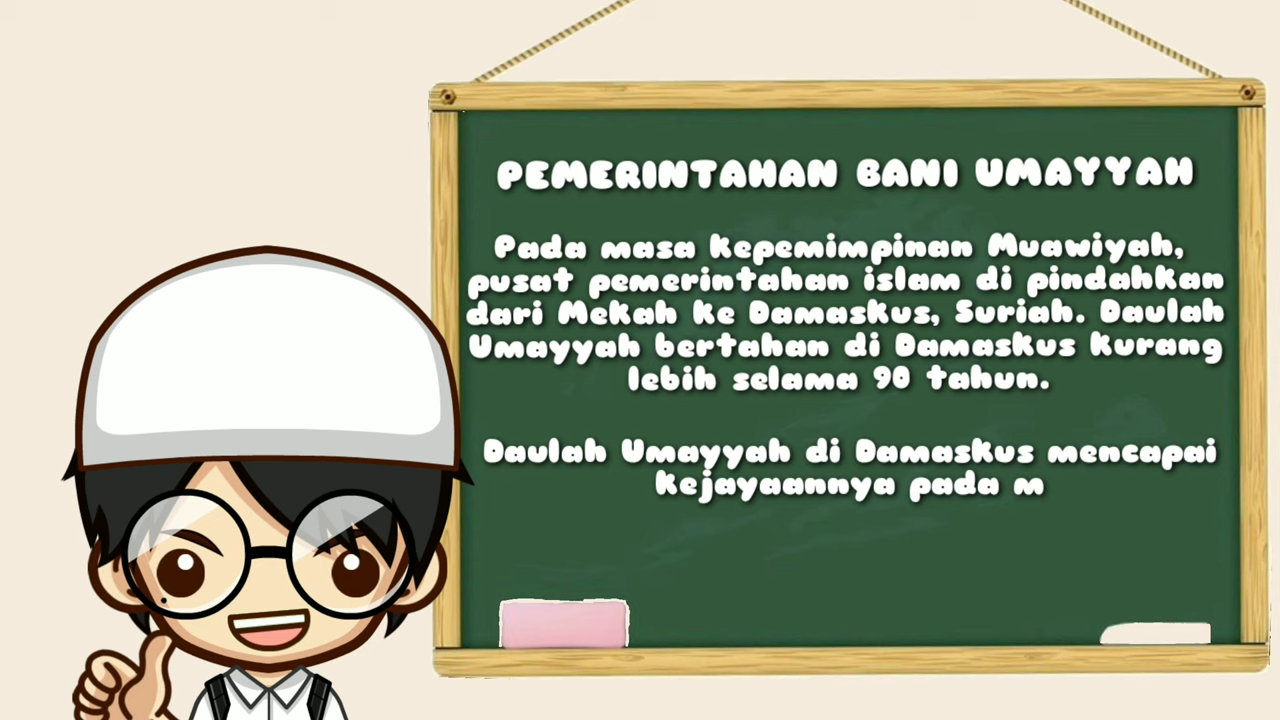 PEMERINTAHAN BANI UMAYYAH
Pada masa kepemimpinan Muawiyah,
pusat pemerintahan islam di pindahkan
dari Mekah ke Damaskus, Suriah. Daulah
Umayyah bertahan di Damaskus kurang
lebih selama 90 tahun.
Daulah Umayyah di Damaskus mencapai
kejayaannya pada m